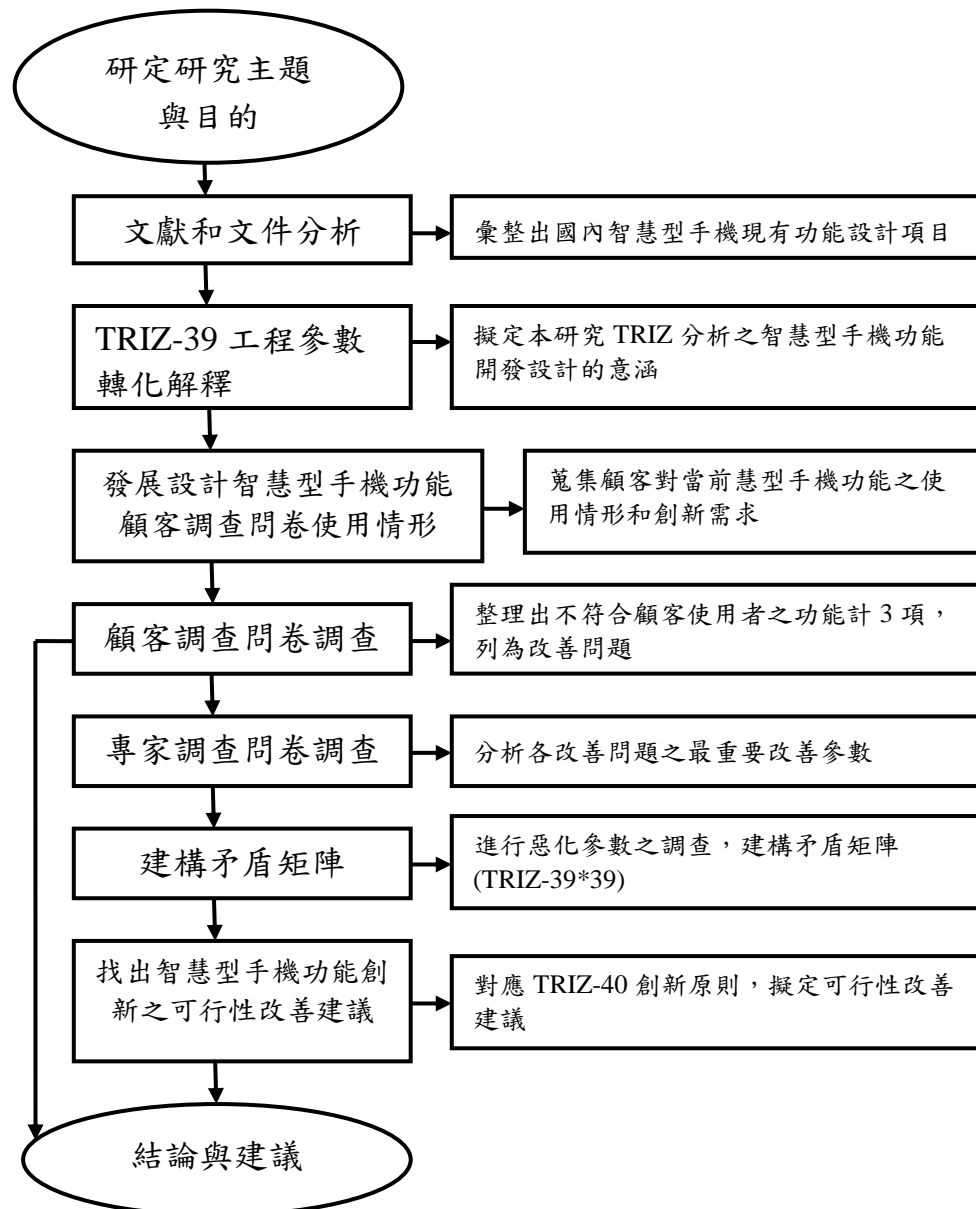 研定研究主題
與目的
文獻和文件分析
彙整出國內智慧型手機現有功能設計項目
TRIZ-39 工程參數
轉化解釋
擬定本研究 TRIZ 分析之智慧型手機功能
開發設計的意涵
發展設計智慧型手機功能
顧客調查問卷使用情形
蒐集顧客對當前慧型手機功能之使
用情形和創新需求
顧客調查問卷調查
整理出不符合顧客使用者之功能計 3 項，
列為改善問題
專家調查問卷調查
分析各改善問題之最重要改善參數
建構矛盾矩陣
進行惡化參數之調查，建構矛盾矩陣
(TRIZ-39*39)
找出智慧型手機功能創
新之可行性改善建議
對應 TRIZ-40 創新原則，擬定可行性改善
建議
結論與建議